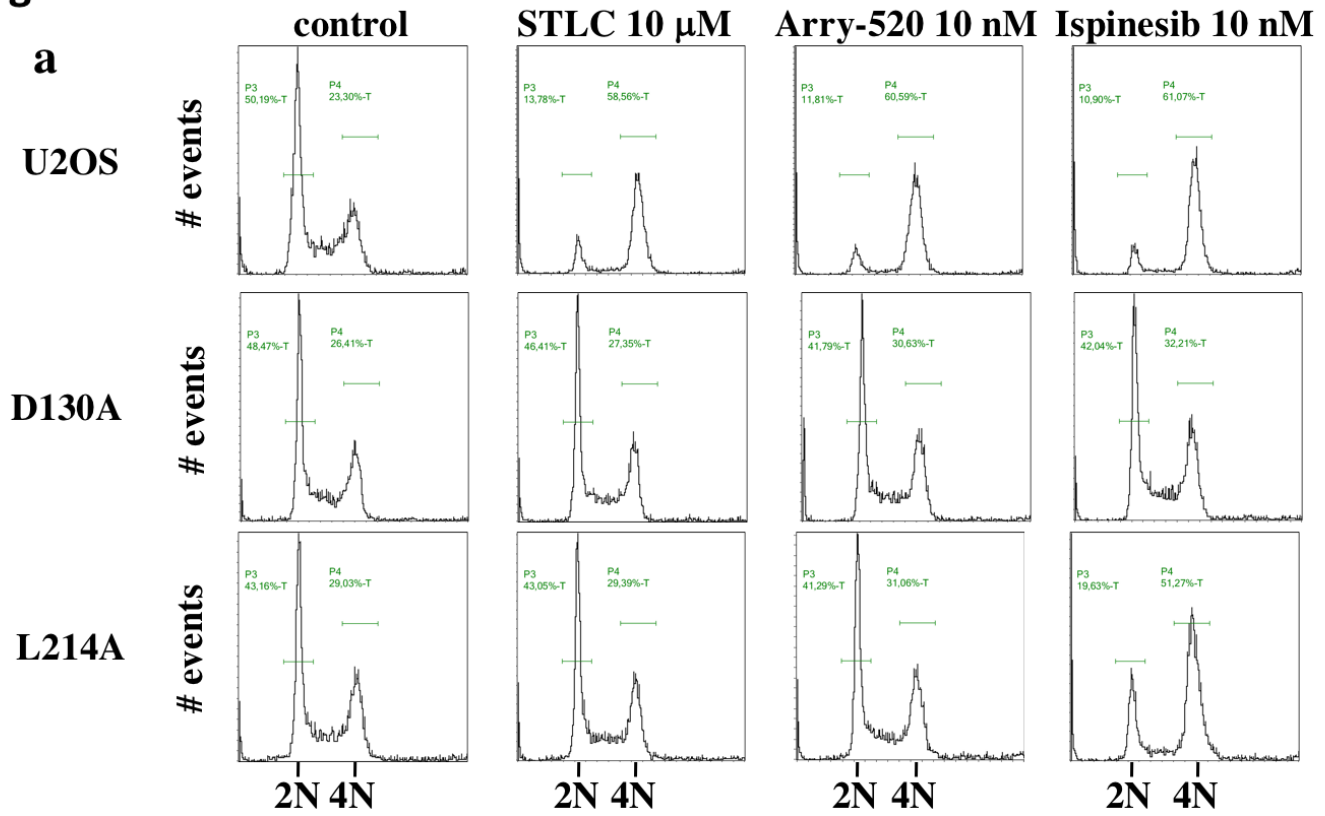 control STLC 10 μM Arry-520 10 nM Ispinesib 10 nM
a
U2OS
# events
P3 P4 P3 P4 P3 P4 P3 P4
50,19%-T 23,30%-T 13,78%-T 58,56%-T 11,81%-T 60,59%-T 10,90%-T 61,07%-T
D130A
# events
P3 P4 P3 P4 P3 P4 P3 P4
48,47%-T 26,41%-T 46,41%-T 27,35%-T 41,79%-T 30,63%-T 42,04%-T 32,21%-T
L214A
# events
P3 P4 P3 P4 P3 P4 P3 P4
43,16%-T 29,03%-T 43,05%-T 29,39%-T 41,29%-T 31,06%-T 19,63%-T 51,27%-T
2N 4N 2N 4N 2N 4N 2N 4N